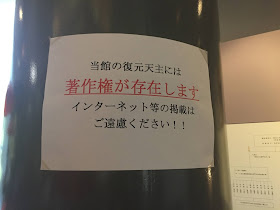 当館の復元天主には
著作権が存在します
インターネット等の掲載は
ご遠慮ください！！